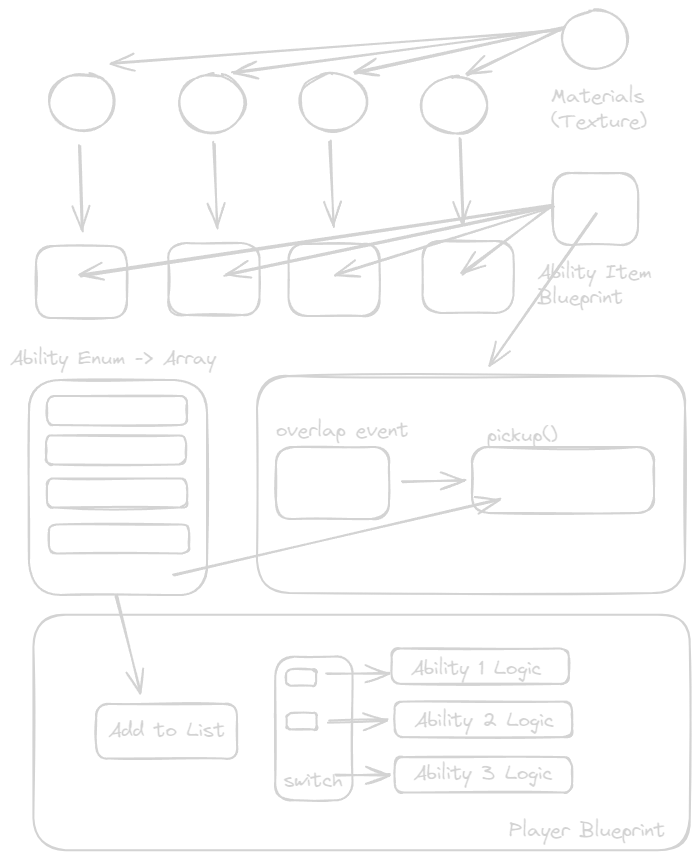 Materials
(Texture)
Ability Item
Blueprint
Ability Enum -> Array
overlap event
pickup()
Ability 1 Logic
Ability 2 Logic
Add to List
Ability 3 Logic
switch
Player Blueprint